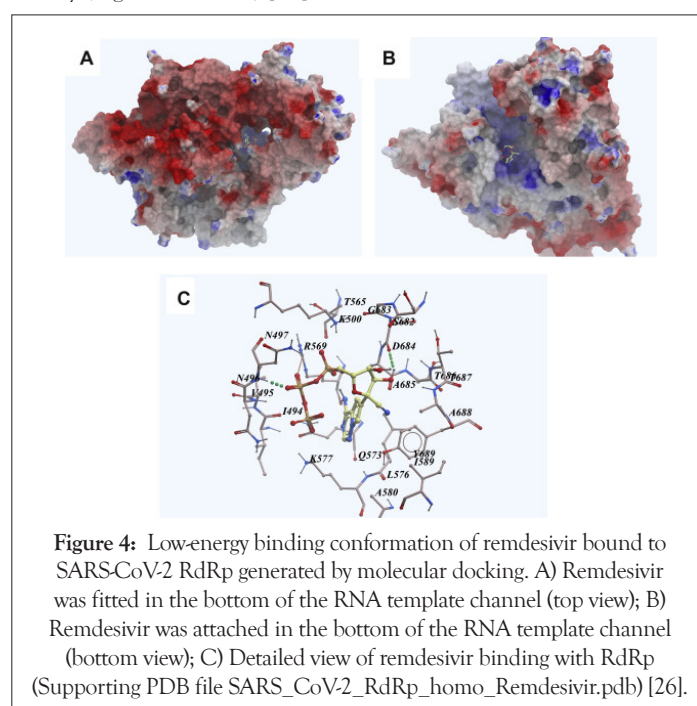 A
B
C
T565
G683
K500
S682
N497
R569
D684
N496
A685
V495
I494
A688
K577
Q573
Y689
I589
L576
A580
Figure 4: Low-energy binding conformation of remdesivir bound to
SARS-CoV-2 RdRp generated by molecular docking. A) Remdesivir
was fitted in the bottom of the RNA template channel (top view); B)
Remdesivir was attached in the bottom of the RNA template channel
(bottom view); C) Detailed view of remdesivir binding with RdRp
(Supporting PDB file SARS_CoV-2_RdRp_homo_Remdesivir.pdb) [26].